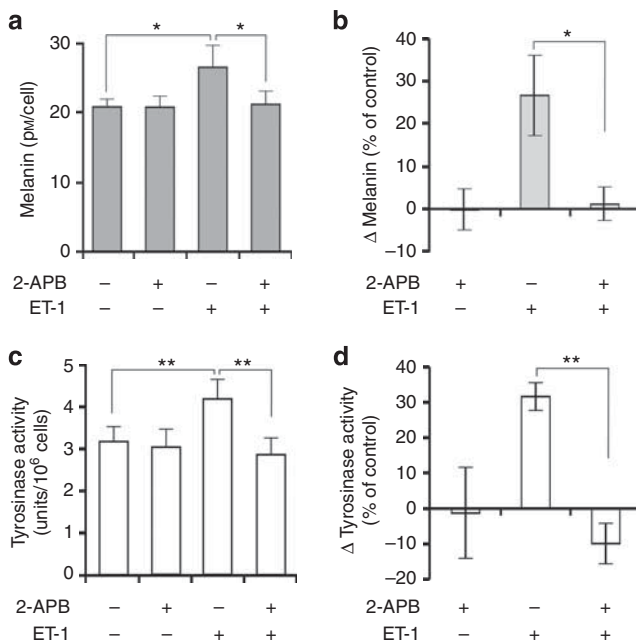 a
* *
30
20
10
0
Melanin (pM/cell)
2-APB − + − +
ET-1 − − + +
b
*
40
30
20
10
0
−10
Δ Melanin (% of control)
2-APB + − +
ET-1 − + +
c
** **
5
4
3
2
1
0
Tyrosinase activity
(units/10⁶ cells)
2-APB − + − +
ET-1 − − + +
d
**
40
30
20
10
0
−10
−20
Δ Tyrosinase activity
(% of control)
2-APB + − +
ET-1 − + +